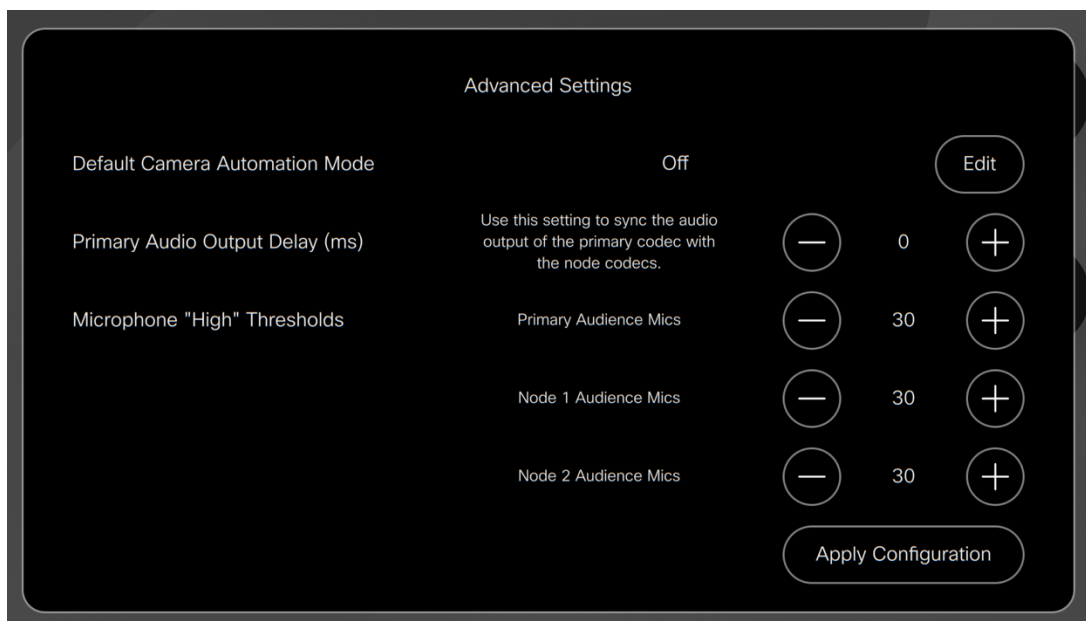 Advanced Settings
Default Camera Automation Mode
Off
Edit
Primary Audio Output Delay (ms)
Use this setting to sync the audio
output of the primary codec with
the node codecs.
0
Microphone "High" Thresholds
Primary Audience Mics
30
Node 1 Audience Mics
30
Node 2 Audience Mics
30
Apply Configuration